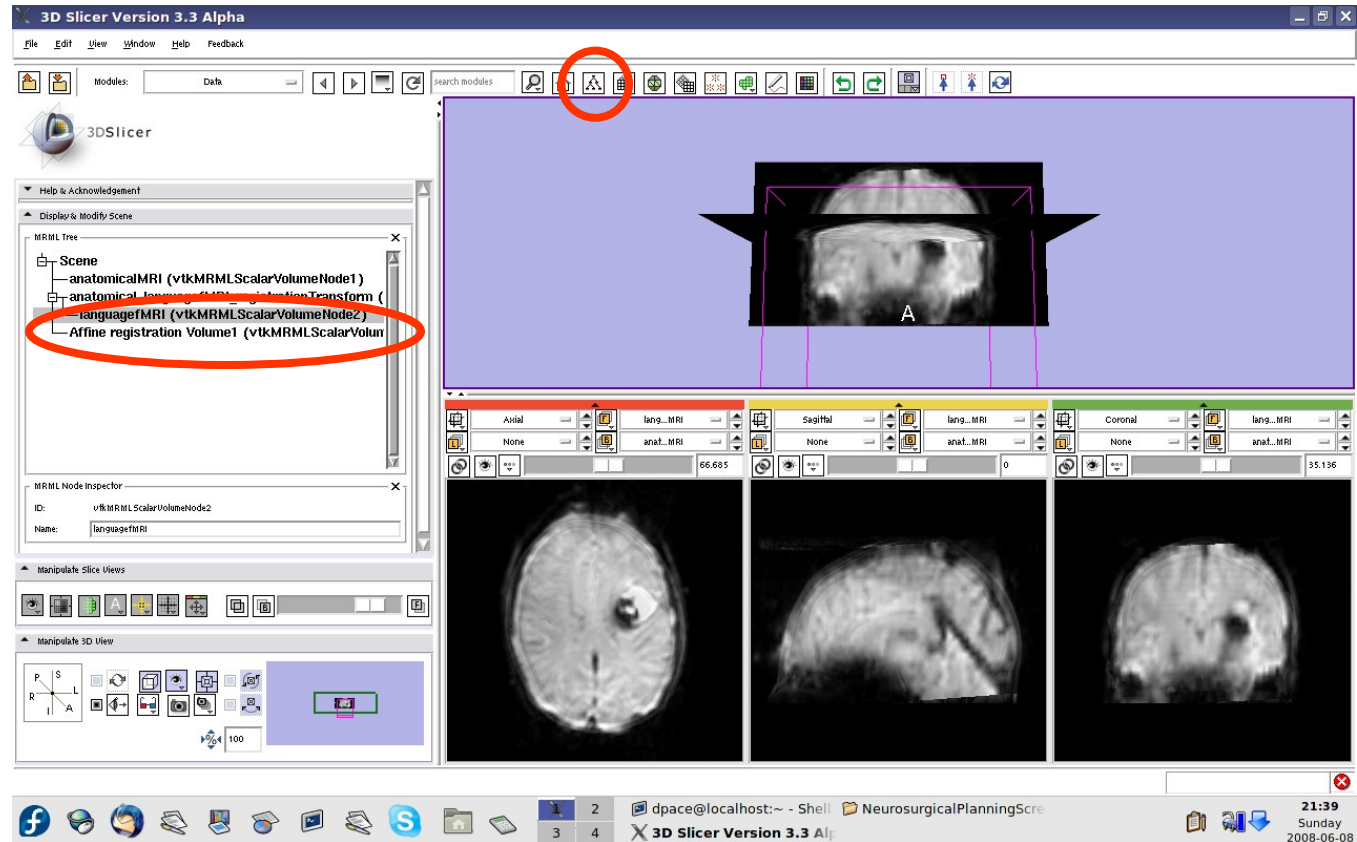 3D Slicer Version 3.3 Alpha
File Edit View Window Help Feedback
Modules: Data search modules
3DSlicer
Help & Acknowledgement
Display & Modify Scene
MRML Tree
Scene
anatomicalMRI (vtkMRMLScalarVolumeNode1)
anatomical_languagefMRI_registrationTransform (
languagefMRI (vtkMRMLScalarVolumeNode2)
Affine registration Volume1 (vtkMRMLScalarVolum
MRML Node Inspector
ID: vtkMRMLScalarVolumeNode2
Name: languagefMRI
Manipulate Slice Views
Manipulate 3D View
P S
R L
I A
% 100
A
Axial F lang...MRI
L None B anat...MRI
66.685
Sagittal F lang...MRI
L None B anat...MRI
0
Coronal F lang...MRI
L None B anat...MRI
35.136
1 2 dpace@localhost:~ - Shell NeurosurgicalPlanningScre
3 4 3D Slicer Version 3.3 Alp
21:39
Sunday
2008-06-08